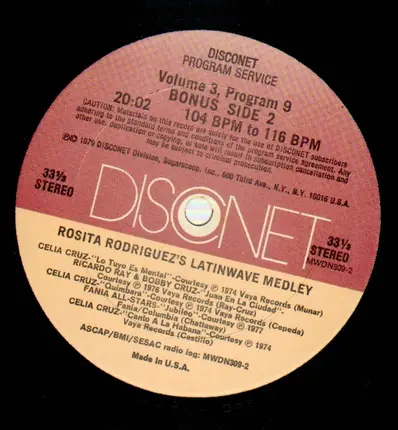 DISCONET
PROGRAM SERVICE
Volume 3, Program 9
BONUS SIDE 2
20:02
104 BPM to 116 BPM
CAUTION: Materials on this record are solely for the use of DISCONET subscribers
adhering to the standard terms and conditions of the program service agreement. Any
other use, duplication or copying, or sale will result in subscription cancellation and
may be subject to criminal prosecution.
℗© 1979 DISCONET Division, Sugarscoop, Inc., 600 Third Ave., N.Y., N.Y. 10016 U.S.A.
33⅓
STEREO
DISCONET
33⅓
STEREO
MWDN309-2
ROSITA RODRIGUEZ'S LATINWAVE MEDLEY
CELIA CRUZ-"Lo Tuyo Es Mental"-Courtesy ℗ 1974 Vaya Records (Munar)
RICARDO RAY & BOBBY CRUZ-"Juan En La Ciudad"-
Courtesy ℗ 1976 Vaya Records (Ray-Cruz)
CELIA CRUZ-"Quimbara"-Courtesy ℗ 1974 Vaya Records (Cepeda)
FANIA ALL-STARS-"Jubileo"-Courtesy ℗ 1977
Fania/Columbia (Chattaway)
CELIA CRUZ-"Canto A La Habana"-Courtesy ℗ 1974
Vaya Records (Castillo)
ASCAP/BMI/SESAC radio log: MWDN309-2
Made In U.S.A.